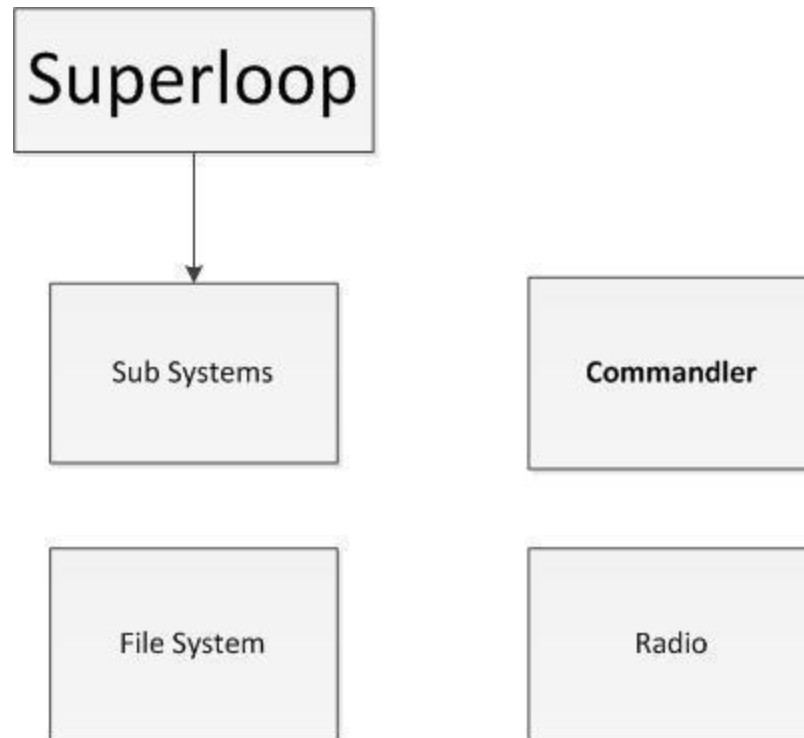 Superloop
Sub Systems
Commandler
File System
Radio